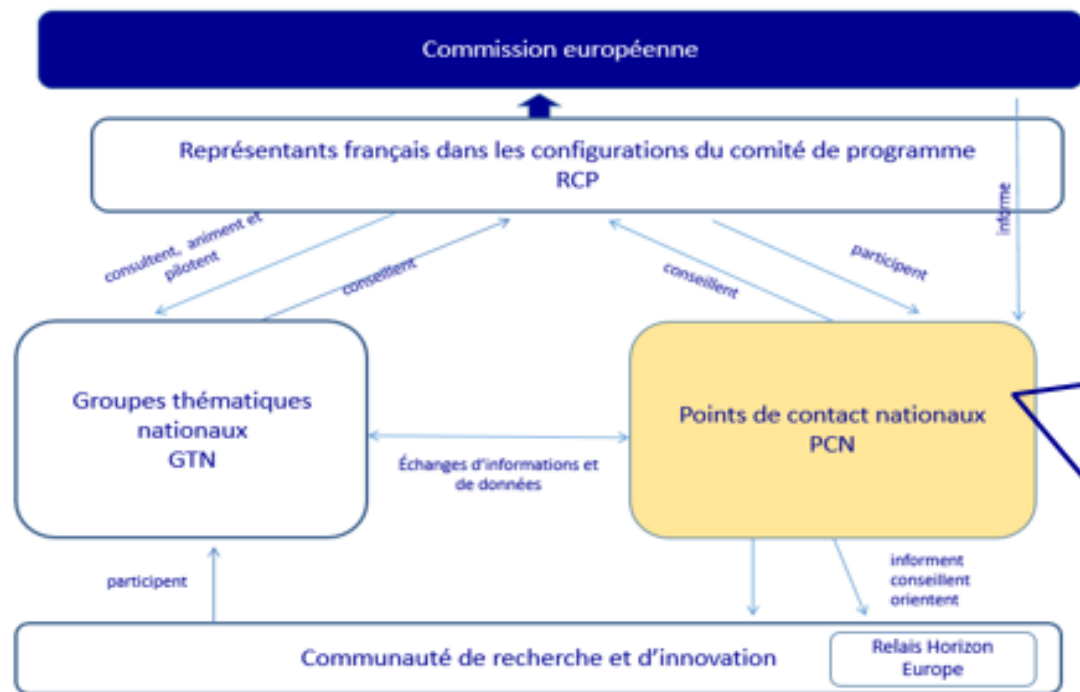 Commission européenne
Représentants français dans les configurations du comité de programme
RCP
consultent, animent et
pilotent
conseillent
conseillent
participent
informe
Groupes thématiques
nationaux
GTN
Échanges d'informations et
de données
Points de contact nationaux
PCN
participent
informent
conseillent
orientent
Communauté de recherche et d'innovation
Relais Horizon
Europe